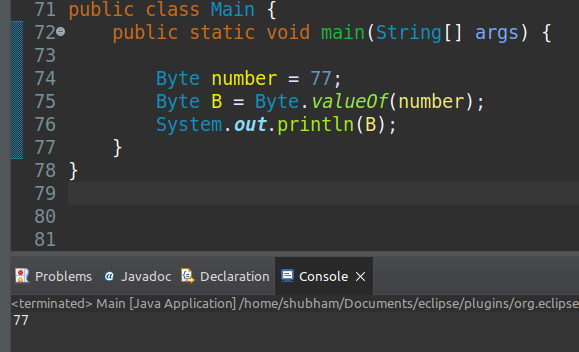 71 public class Main {
72 public static void main(String[] args) {
73
74 Byte number = 77;
75 Byte B = Byte.valueOf(number);
76 System.out.println(B);
77 }
78 }
79
80
81
Problems @ Javadoc Declaration Console ×
<terminated> Main [Java Application] /home/shubham/Documents/eclipse/plugins/org.eclipse
77